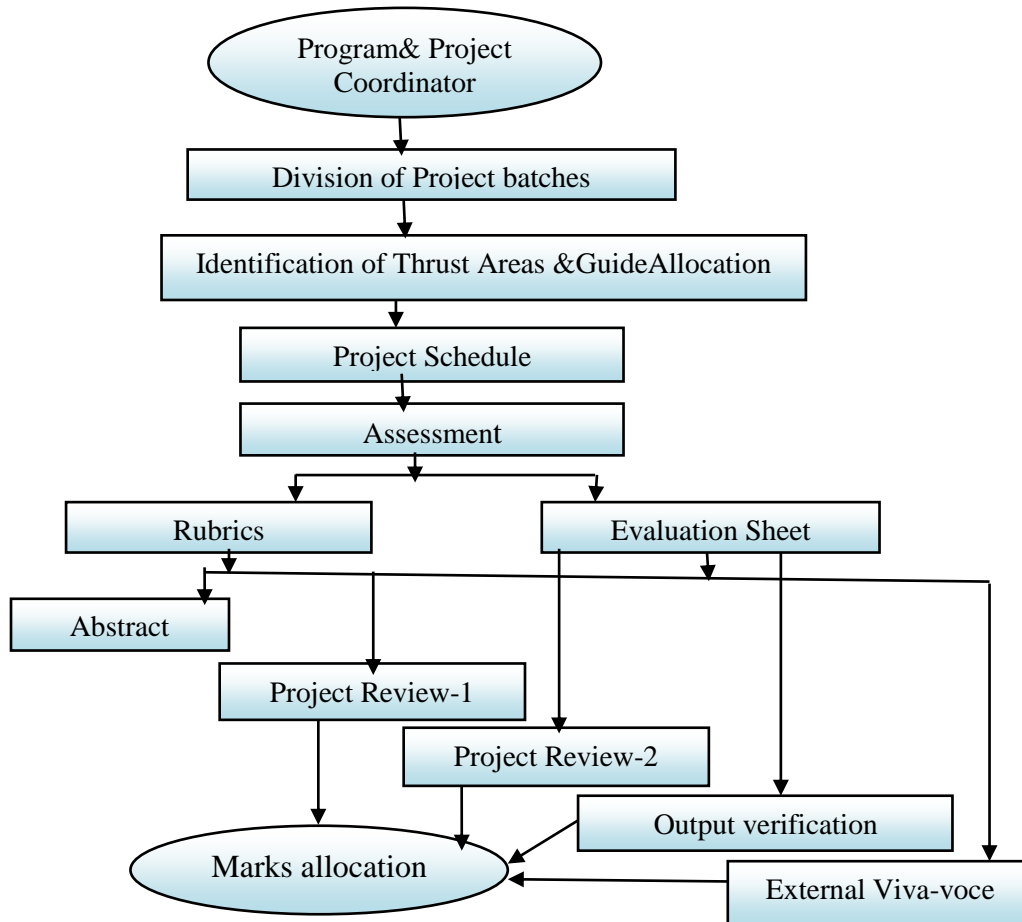 Program& Project
Coordinator
Division of Project batches
Identification of Thrust Areas &GuideAllocation
Project Schedule
Assessment
Rubrics
Evaluation Sheet
Abstract
Project Review-1
Project Review-2
Output verification
Marks allocation
External Viva-voce